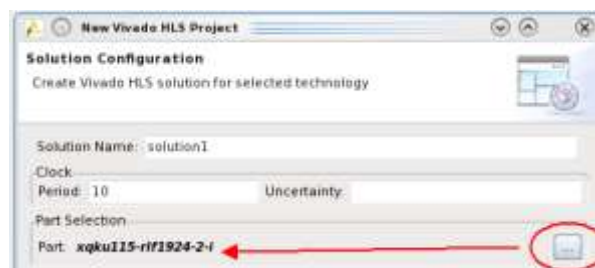 New Vivado HLS Project
Solution Configuration
Create Vivado HLS solution for selected technology
Solution Name: solution1
Clock
Period: 10 Uncertainty:
Part Selection
Part: xqku115-rlf1924-2-i
...